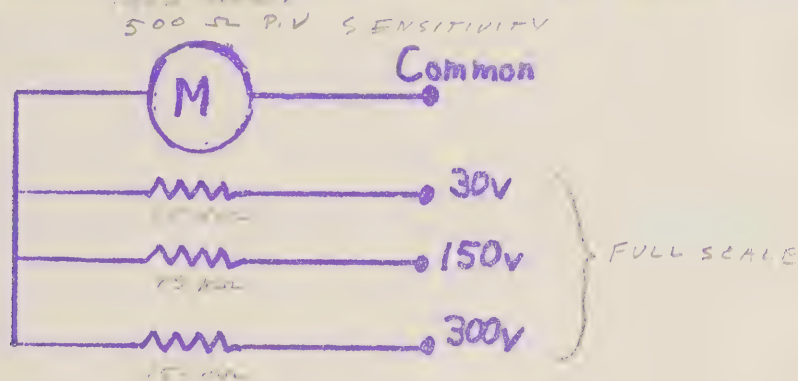 500 Ω P.V SENSITIVITY
Common
M
30v
150v
FULL SCALE
300v